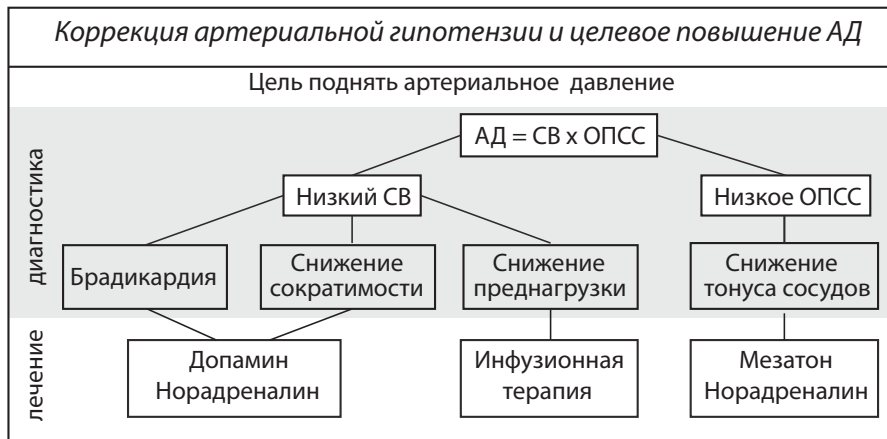 Коррекция артериальной гипотензии и целевое повышение АД
Цель поднять артериальное давление
диагностика
АД = СВ x ОПСС
Низкий СВ
Низкое ОПСС
Брадикардия
Снижение
сократимости
Снижение
преднагрузки
Снижение
тонуса сосудов
лечение
Допамин
Норадреналин
Инфузионная
терапия
Мезатон
Норадреналин